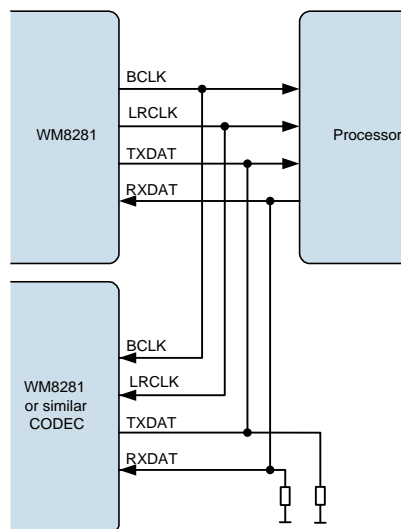 BCLK
LRCLK
WM8281
Processor
TXDAT
RXDAT
BCLK
WM8281
or similar
CODEC
LRCLK
TXDAT
RXDAT